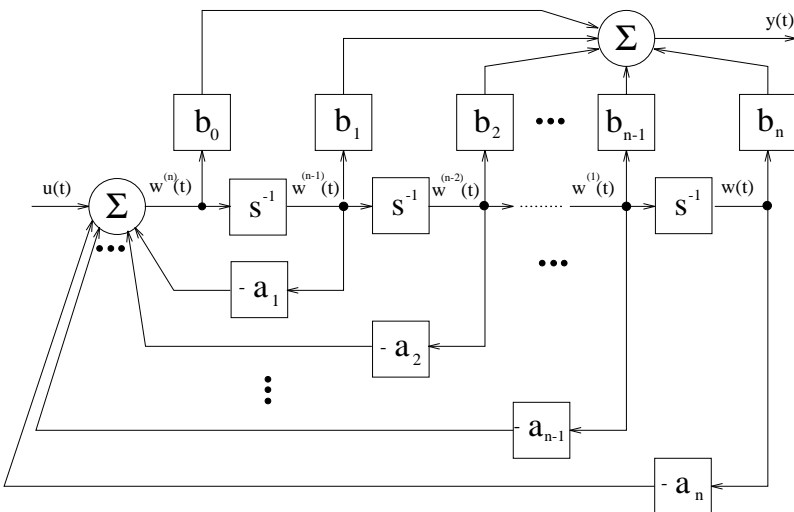 Σ y(t)
b₀ b₁ b₂ ••• bₙ₋₁ bₙ
u(t) Σ w⁽ⁿ⁾(t) s⁻¹ w⁽ⁿ⁻¹⁾(t) s⁻¹ w⁽ⁿ⁻²⁾(t) ........ w⁽¹⁾(t) s⁻¹ w(t)
•••
- a₁ •••
- a₂
- aₙ₋₁
- aₙ